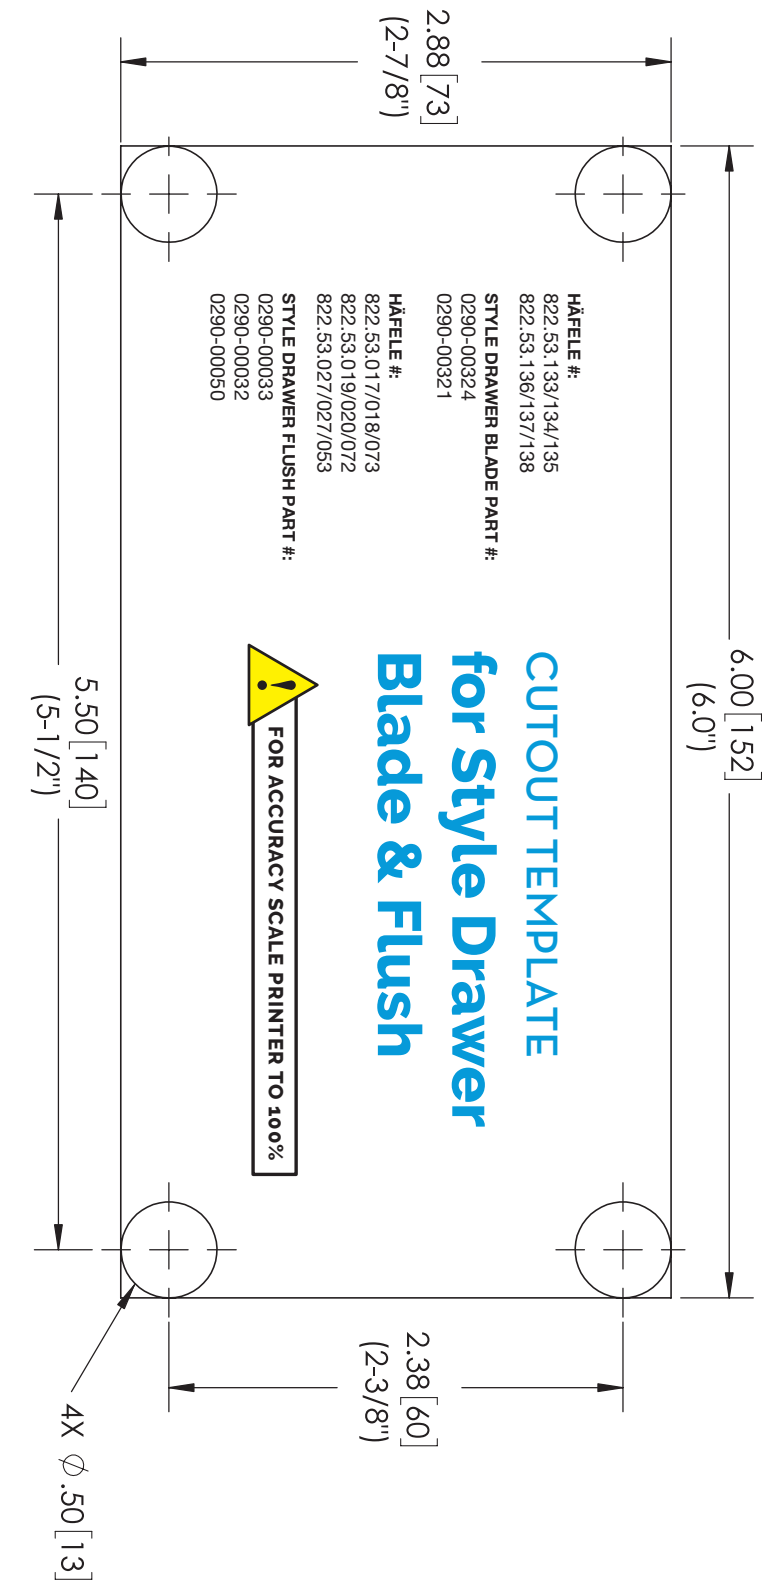 6.00[152]
(6.0")
2.88[73]
(2-7/8")
HÄFELE #:
822.53.133/134/135
822.53.136/137/138
STYLE DRAWER BLADE PART #:
0290-00324
0290-00321
HÄFELE #:
822.53.017/018/073
822.53.019/020/072
822.53.027/027/053
STYLE DRAWER FLUSH PART #:
0290-00033
0290-00032
0290-00050
CUTOUT TEMPLATE
for Style Drawer
Blade & Flush
!
FOR ACCURACY SCALE PRINTER TO 100%
2.38[60]
(2-3/8")
5.50[140]
(5-1/2")
4X Ø.50[13]